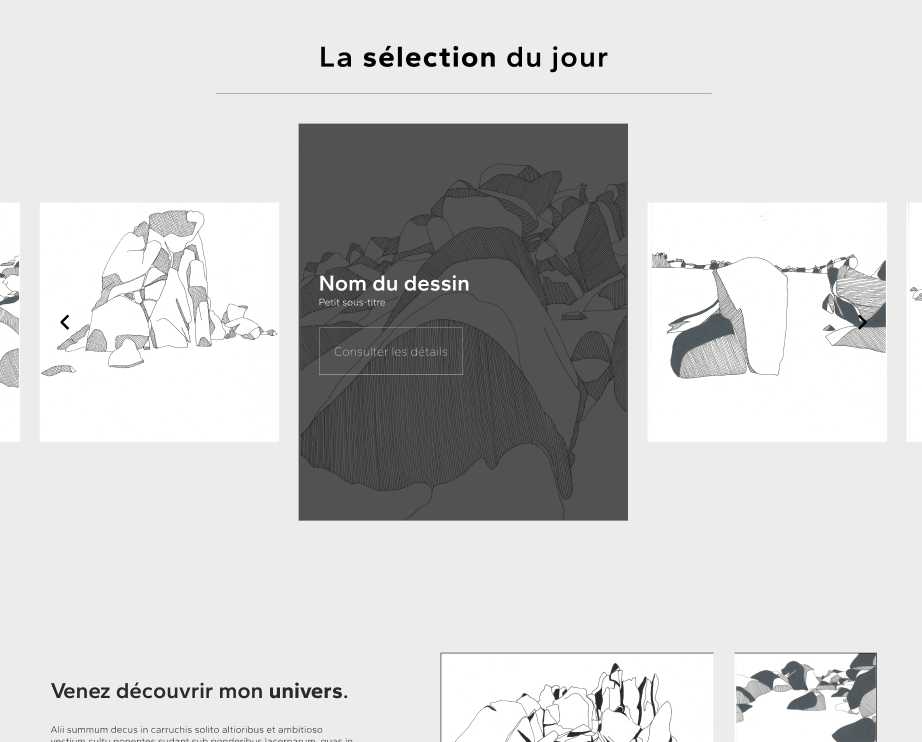 La sélection du jour
Nom du dessin
Petit sous-titre
Consulter les détails
Venez découvrir mon univers.
Alii summum decus in carruchis solito altioribus et ambitioso
vestium cultu ponentes sudant sub ponderibus lacernarum, quas in